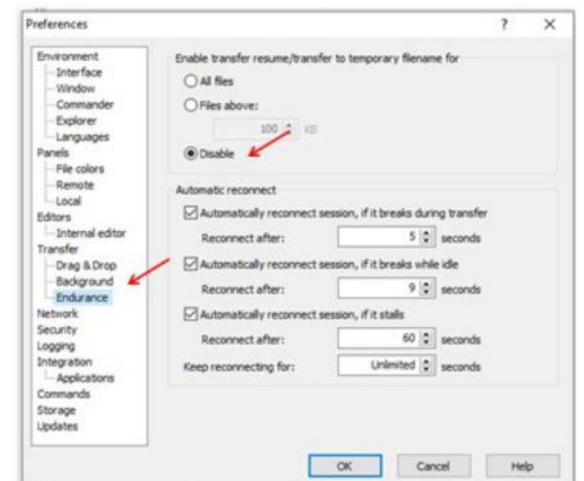 Preferences
? ×
Environment
Interface
Window
Commander
Explorer
Languages
Panels
File colors
Remote
Local
Editors
Internal editor
Transfer
Drag & Drop
Background
Endurance
Network
Security
Logging
Integration
Applications
Commands
Storage
Updates
Enable transfer resume/transfer to temporary filename for
All files
Files above:
100 KB
Disable
Automatic reconnect
Automatically reconnect session, if it breaks during transfer
Reconnect after: 5 seconds
Automatically reconnect session, if it breaks while idle
Reconnect after: 9 seconds
Automatically reconnect session, if it stalls
Reconnect after: 60 seconds
Keep reconnecting for: Unlimited seconds
OK Cancel Help